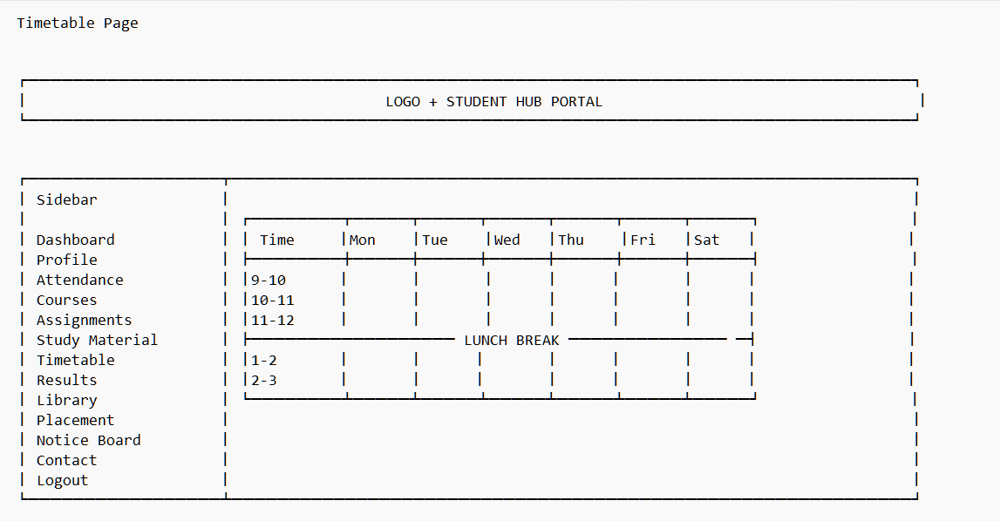 Timetable Page
LOGO + STUDENT HUB PORTAL
Sidebar
Dashboard
Profile
Attendance
Courses
Assignments
Study Material
Timetable
Results
Library
Placement
Notice Board
Contact
Logout
Time Mon Tue Wed Thu Fri Sat
9-10
10-11
11-12
LUNCH BREAK
1-2
2-3